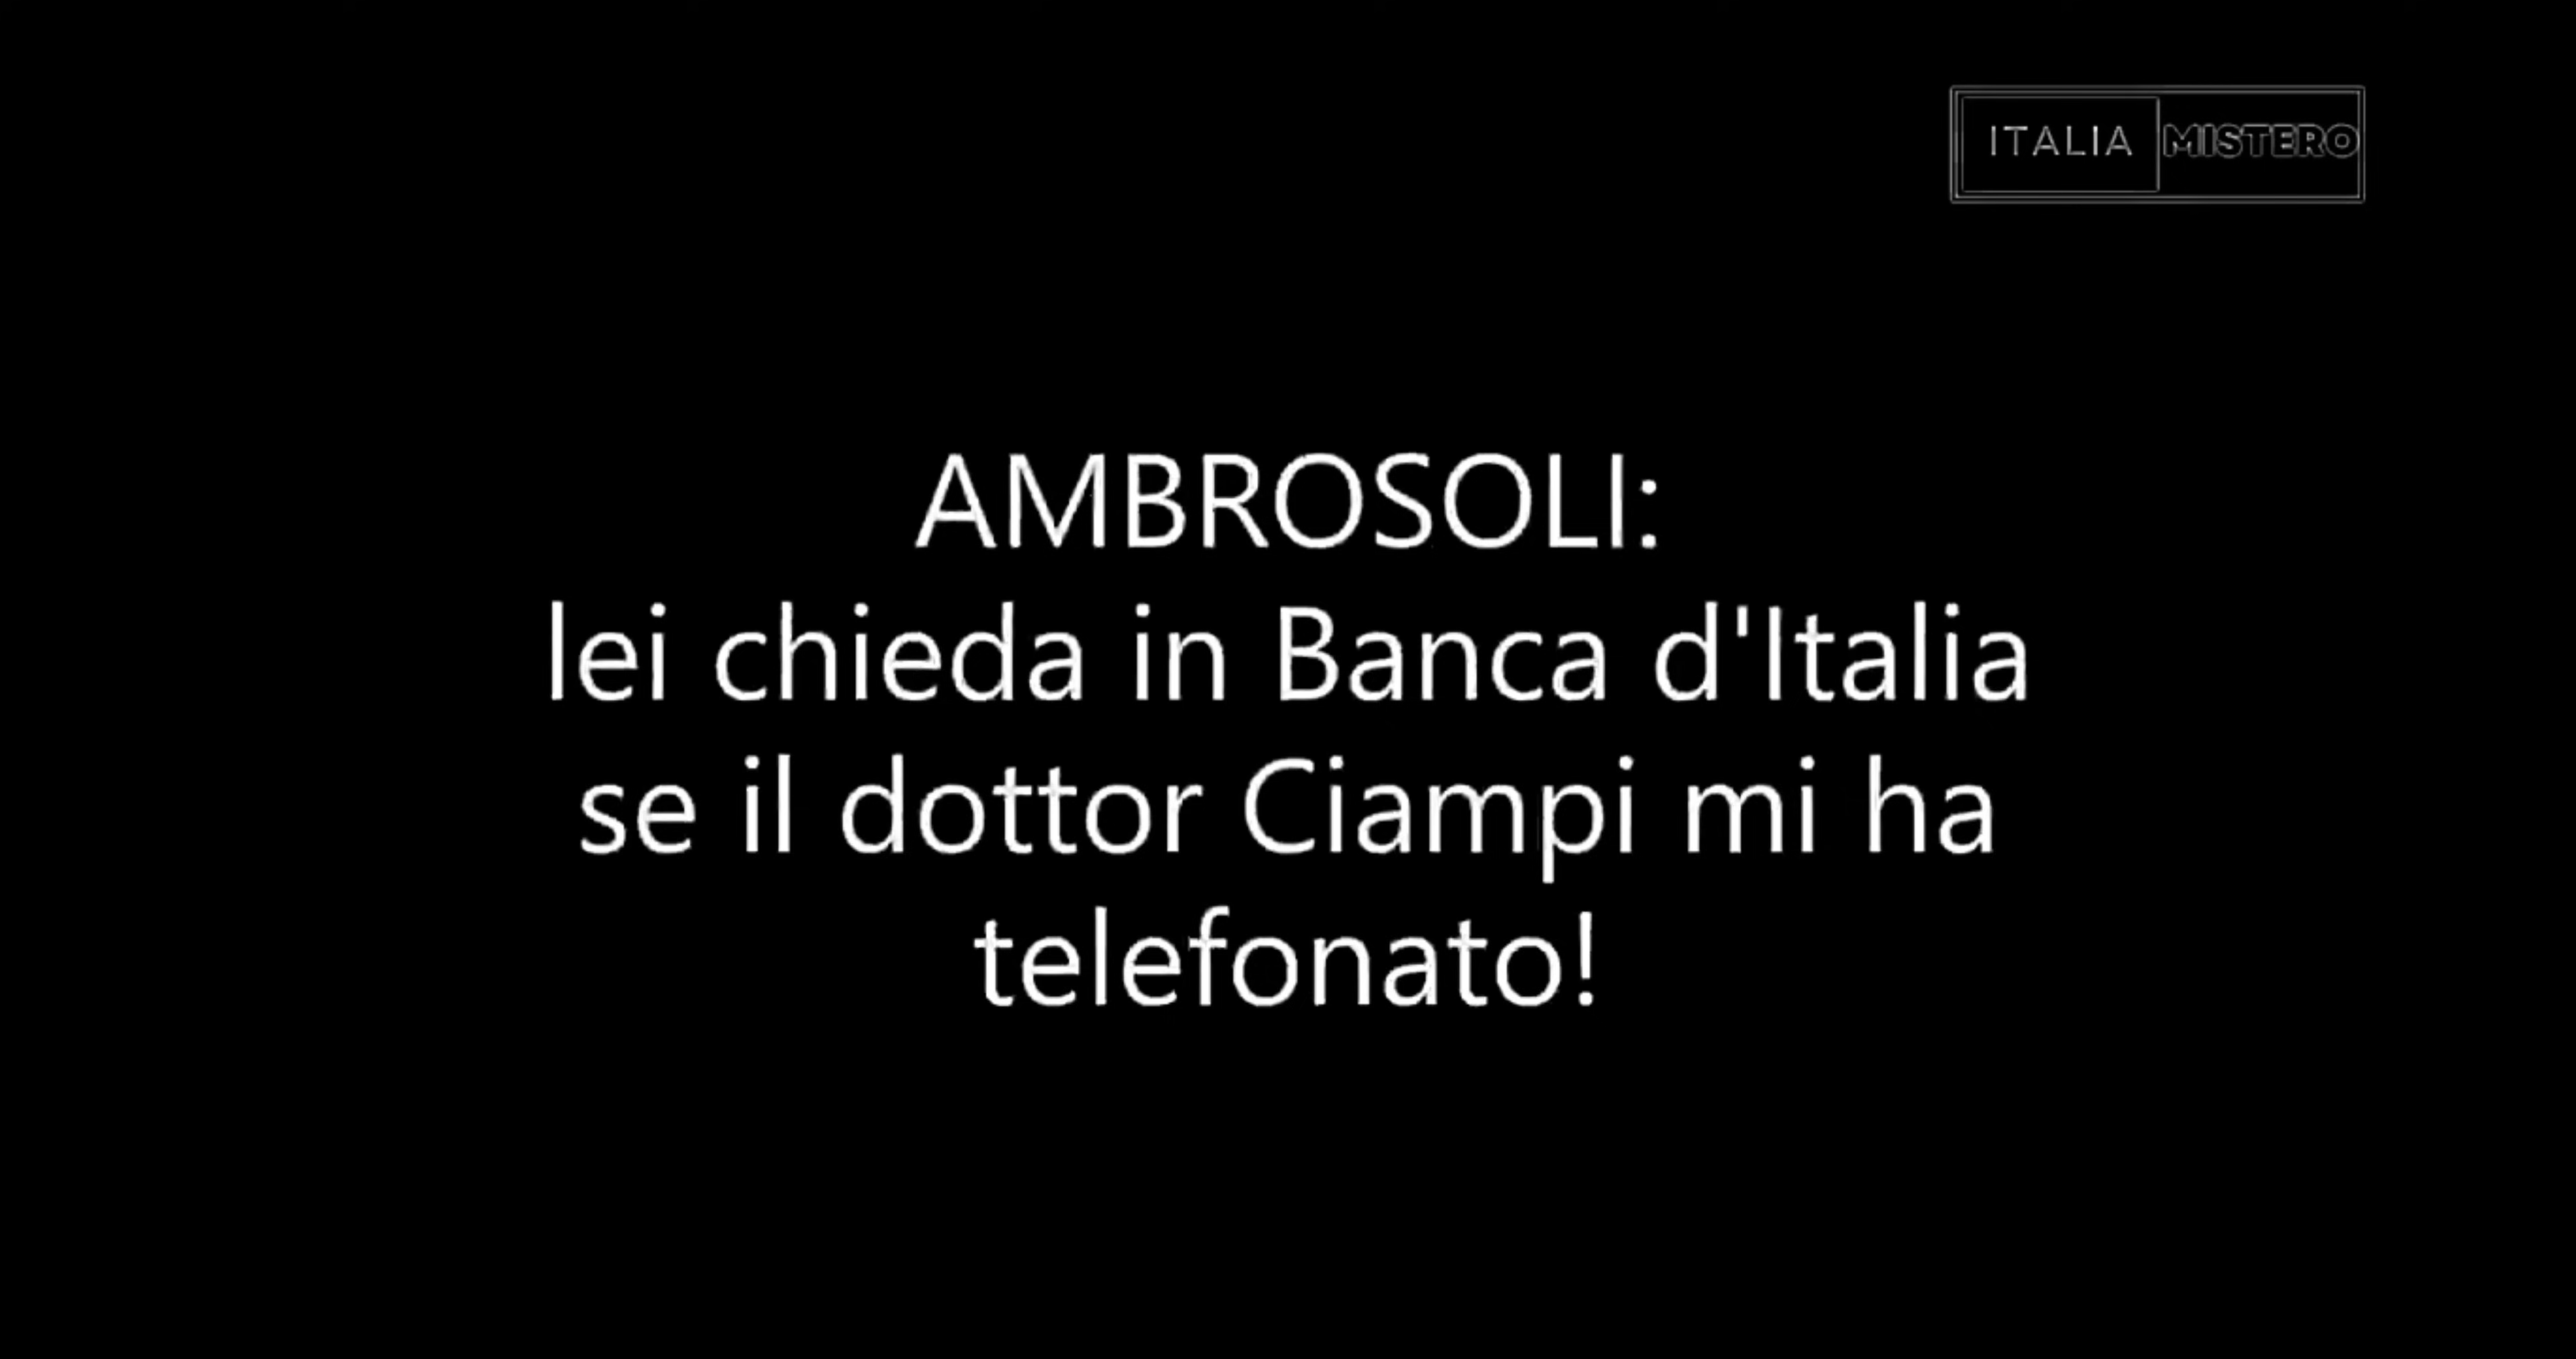 ITALIA MISTERO
AMBROSOLI:
lei chieda in Banca d'Italia
se il dottor Ciampi mi ha
telefonato!